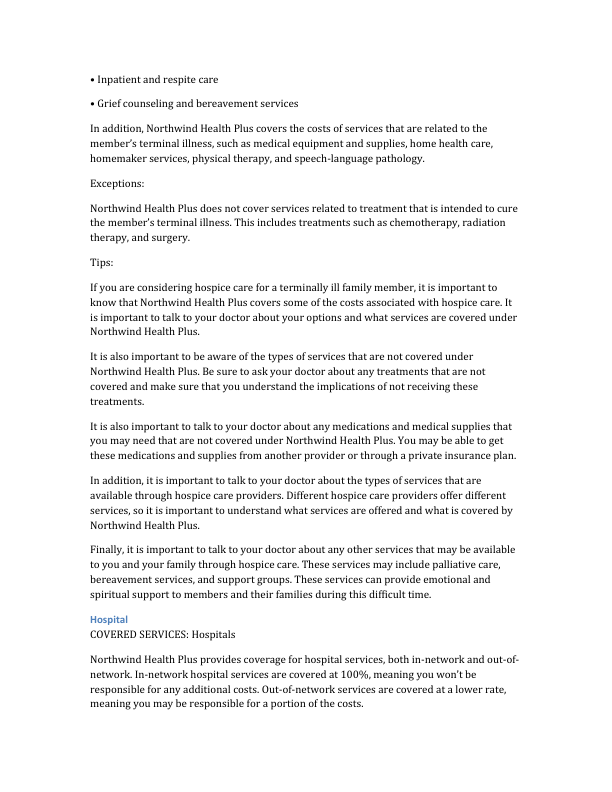 • Inpatient and respite care
• Grief counseling and bereavement services
In addition, Northwind Health Plus covers the costs of services that are related to the
member's terminal illness, such as medical equipment and supplies, home health care,
homemaker services, physical therapy, and speech-language pathology.
Exceptions:
Northwind Health Plus does not cover services related to treatment that is intended to cure
the member's terminal illness. This includes treatments such as chemotherapy, radiation
therapy, and surgery.
Tips:
If you are considering hospice care for a terminally ill family member, it is important to
know that Northwind Health Plus covers some of the costs associated with hospice care. It
is important to talk to your doctor about your options and what services are covered under
Northwind Health Plus.
It is also important to be aware of the types of services that are not covered under
Northwind Health Plus. Be sure to ask your doctor about any treatments that are not
covered and make sure that you understand the implications of not receiving these
treatments.
It is also important to talk to your doctor about any medications and medical supplies that
you may need that are not covered under Northwind Health Plus. You may be able to get
these medications and supplies from another provider or through a private insurance plan.
In addition, it is important to talk to your doctor about the types of services that are
available through hospice care providers. Different hospice care providers offer different
services, so it is important to understand what services are offered and what is covered by
Northwind Health Plus.
Finally, it is important to talk to your doctor about any other services that may be available
to you and your family through hospice care. These services may include palliative care,
bereavement services, and support groups. These services can provide emotional and
spiritual support to members and their families during this difficult time.
Hospital
COVERED SERVICES: Hospitals
Northwind Health Plus provides coverage for hospital services, both in-network and out-of-
network. In-network hospital services are covered at 100%, meaning you won't be
responsible for any additional costs. Out-of-network services are covered at a lower rate,
meaning you may be responsible for a portion of the costs.